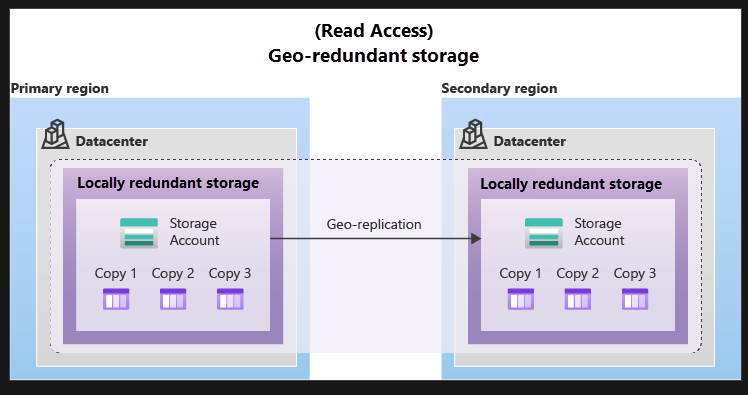 (Read Access)
Geo-redundant storage
Primary region
Secondary region
Datacenter
Datacenter
Locally redundant storage
Locally redundant storage
Storage
Account
Geo-replication
Storage
Account
Copy 1 Copy 2 Copy 3
Copy 1 Copy 2 Copy 3